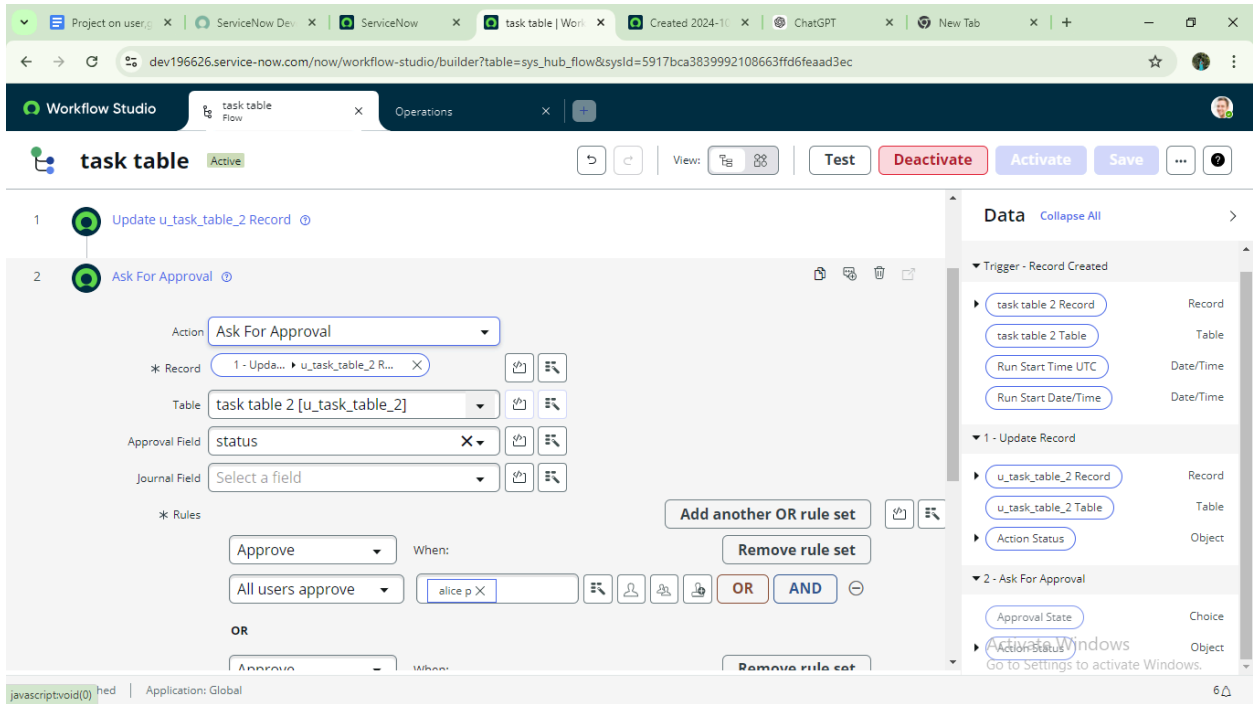 Project on user,g
ServiceNow Dev
ServiceNow
task table | Work
Created 2024-10
ChatGPT
New Tab
dev196626.service-now.com/now/workflow-studio/builder?table=sys_hub_flow&sysId=5917bca3839992108663ffd6feaad3ec
Workflow Studio
task table
Flow
Operations
task table Active
View:
Test
Deactivate
Activate
Save
1 Update u_task_table_2 Record
2 Ask For Approval
Action Ask For Approval
* Record 1 - Upda... ▸ u_task_table_2 R...
Table task table 2 [u_task_table_2]
Approval Field status
Journal Field Select a field
* Rules Add another OR rule set
Approve When: Remove rule set
All users approve alice p OR AND
OR
Approve When: Remove rule set
Data Collapse All
Trigger - Record Created
task table 2 Record Record
task table 2 Table Table
Run Start Time UTC Date/Time
Run Start Date/Time Date/Time
1 - Update Record
u_task_table_2 Record Record
u_task_table_2 Table Table
Action Status Object
2 - Ask For Approval
Approval State Choice
Action Status Object
Activate Windows
Go to Settings to activate Windows.
javascript:void(0) hed Application: Global 6